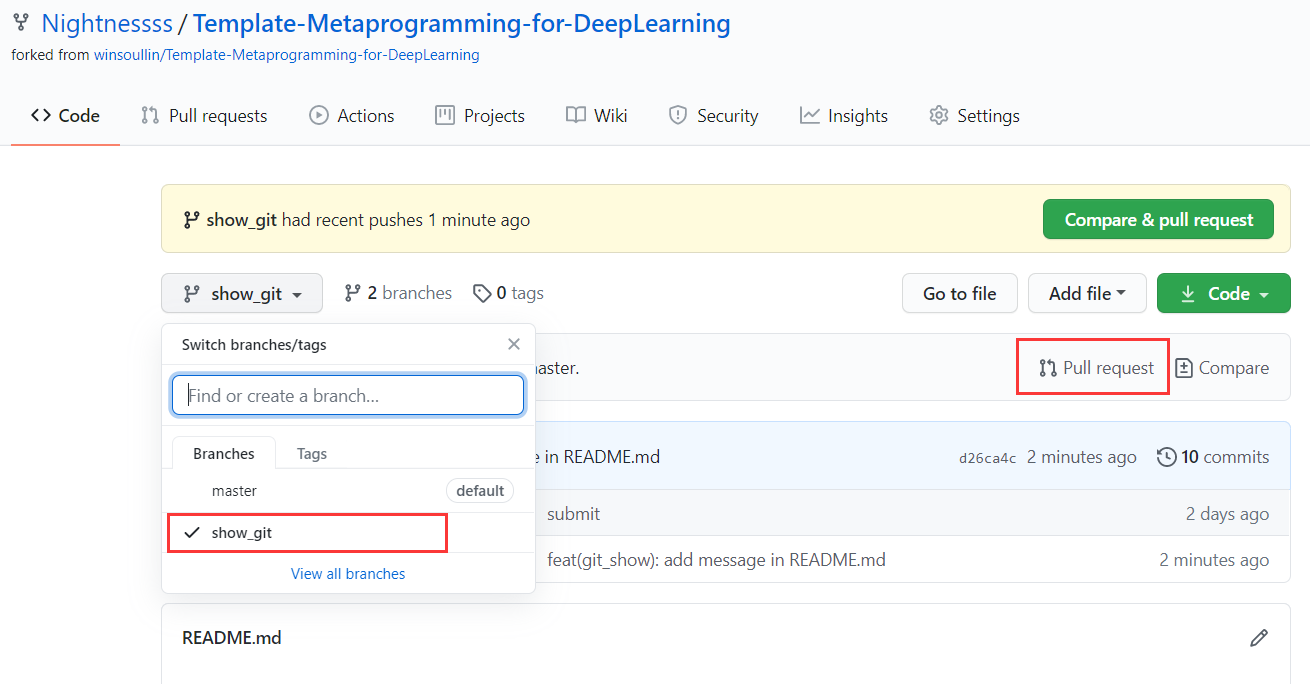 Nightnessss / Template-Metaprogramming-for-DeepLearning
forked from winsoullin/Template-Metaprogramming-for-DeepLearning
Code Pull requests Actions Projects Wiki Security Insights Settings
show_git had recent pushes 1 minute ago Compare & pull request
show_git 2 branches 0 tags Go to file Add file Code
Switch branches/tags
master. Pull request Compare
Find or create a branch...
Branches Tags
e in README.md d26ca4c 2 minutes ago 10 commits
master default
submit 2 days ago
show_git
feat(git_show): add message in README.md 2 minutes ago
View all branches
README.md